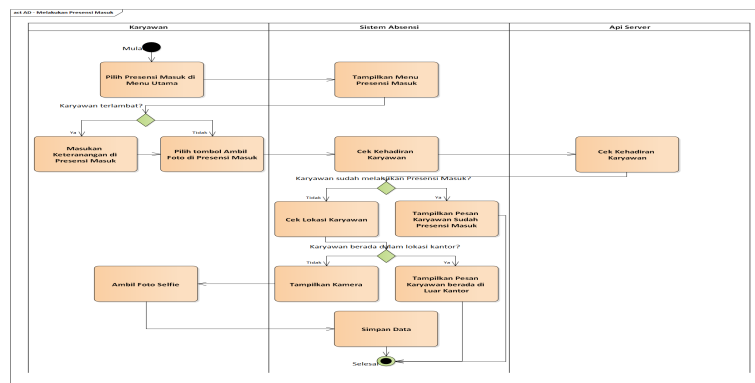 act AD - Melakukan Presensi Masuk
Karyawan
Sistem Absensi
Api Server
Mulai
Pilih Presensi Masuk di
Menu Utama
Tampilkan Menu
Presensi Masuk
Karyawan terlambat?
Ya
Tidak
Masukan
Keteranangan di
Presensi Masuk
Pilih tombol Ambil
Foto di Presensi Masuk
Cek Kehadiran
Karyawan
Cek Kehadiran
Karyawan
Karyawan sudah melakukan Presensi Masuk?
Tidak
Ya
Cek Lokasi Karyawan
Tampilkan Pesan
Karyawan Sudah
Presensi Masuk
Karyawan berada dalam lokasi kantor?
Tidak
Ya
Ambil Foto Selfie
Tampilkan Kamera
Tampilkan Pesan
Karyawan berada di
Luar Kantor
Simpan Data
Selesai